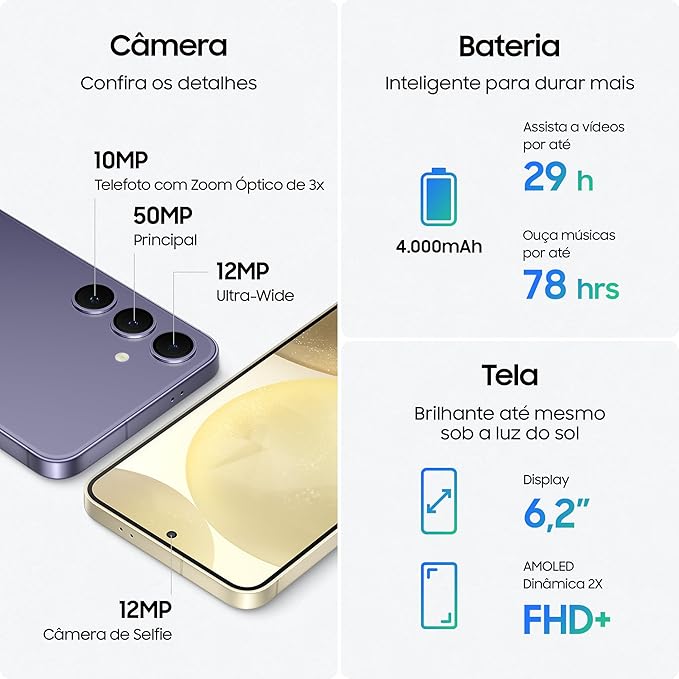 Câmera
Confira os detalhes
10MP
Telefoto com Zoom Óptico de 3x
50MP
Principal
12MP
Ultra-Wide
12MP
Câmera de Selfie
Bateria
Inteligente para durar mais
4.000mAh
Assista a vídeos
por até
29 h
Ouça músicas
por até
78 hrs
Tela
Brilhante até mesmo
sob a luz do sol
Display
6,2”
AMOLED
Dinâmica 2X
FHD+